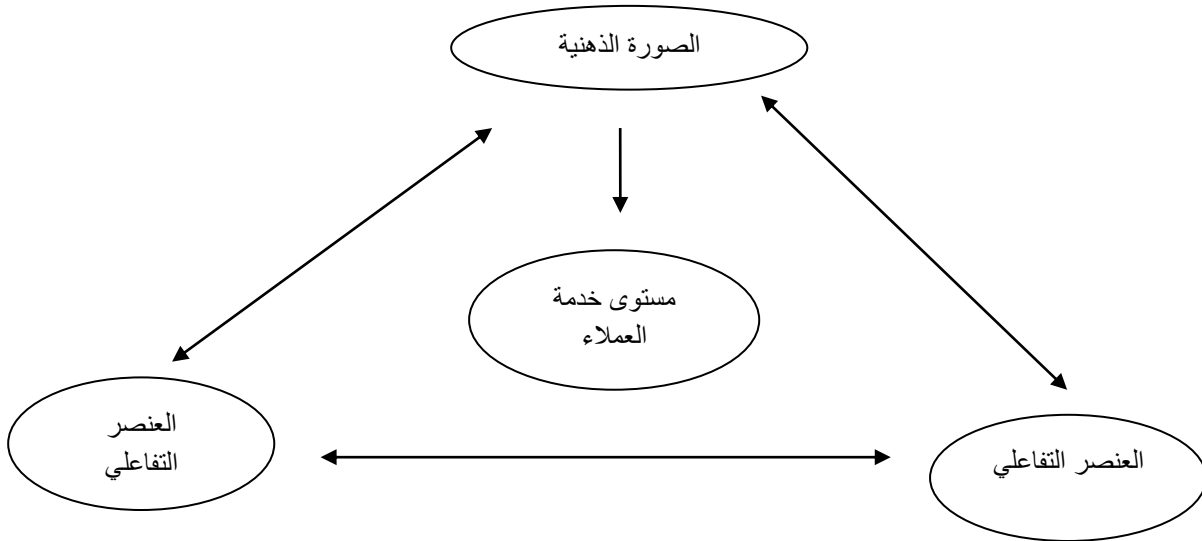 الصورة الذهنية
مستوى خدمة
العملاء
العنصر التفاعلي
العنصر
التفاعلي